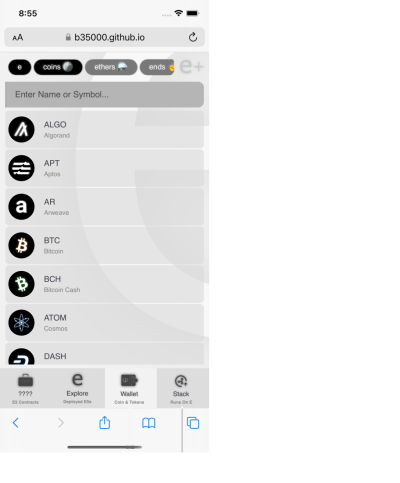 8:55
AA
b35000.github.io
e
coins
ethers
ends
e+
Enter Name or Symbol...
ALGO
Algorand
APT
Aptos
AR
Arweave
BTC
Bitcoin
BCH
Bitcoin Cash
ATOM
Cosmos
DASH
????
E5 Contracts
Explore
Deployed E5s
Wallet
Coin & Tokens
Stack
Runs On E